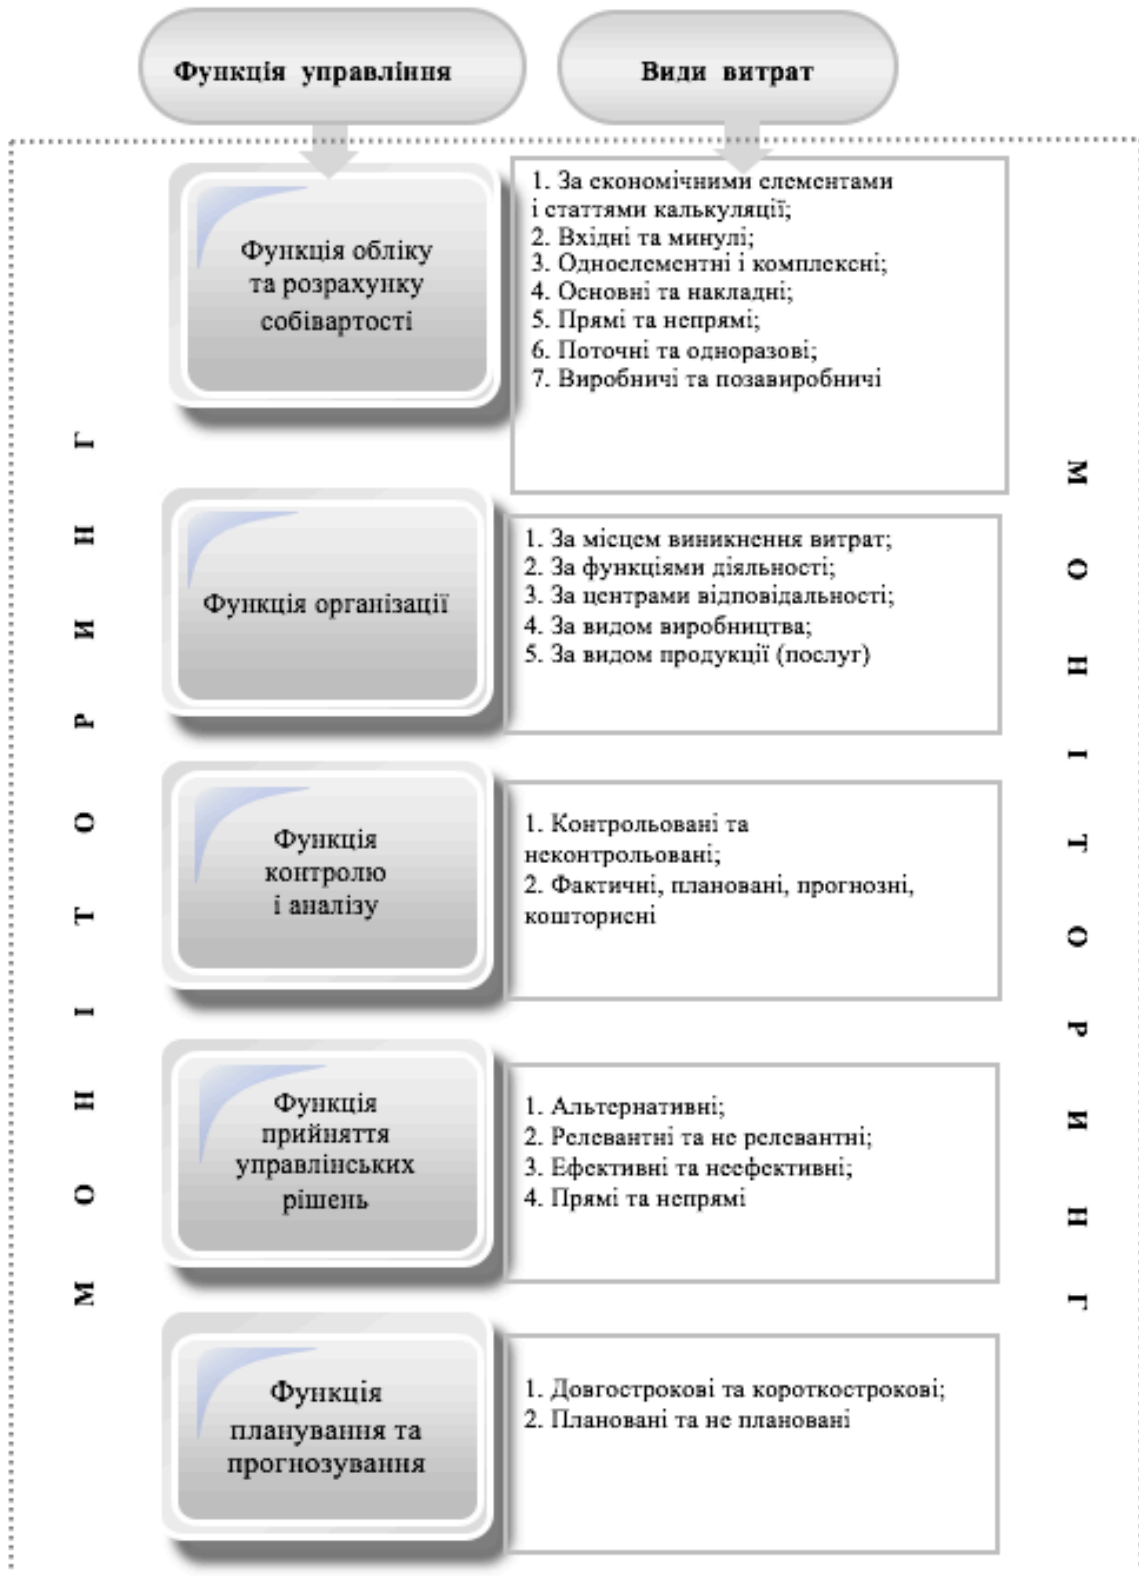 Функція управління
Види витрат
Функція обліку
та розрахунку
собівартості
1. За економічними елементами
і статтями калькуляції;
2. Вхідні та минулі;
3. Одноелементні і комплексні;
4. Основні та накладні;
5. Прямі та непрямі;
6. Поточні та одноразові;
7. Виробничі та позавиробничі
Функція організації
1. За місцем виникнення витрат;
2. За функціями діяльності;
3. За центрами відповідальності;
4. За видом виробництва;
5. За видом продукції (послуг)
Функція
контролю
і аналізу
1. Контрольовані та
неконтрольовані;
2. Фактичні, плановані, прогнозні,
кошторисні
Функція
прийняття
управлінських
рішень
1. Альтернативні;
2. Релевантні та не релевантні;
3. Ефективні та неефективні;
4. Прямі та непрямі
Функція
планування та
прогнозування
1. Довгострокові та короткострокові;
2. Плановані та не плановані
М О Н І Т О Р И Н Г
М О Н І Т О Р И Н Г